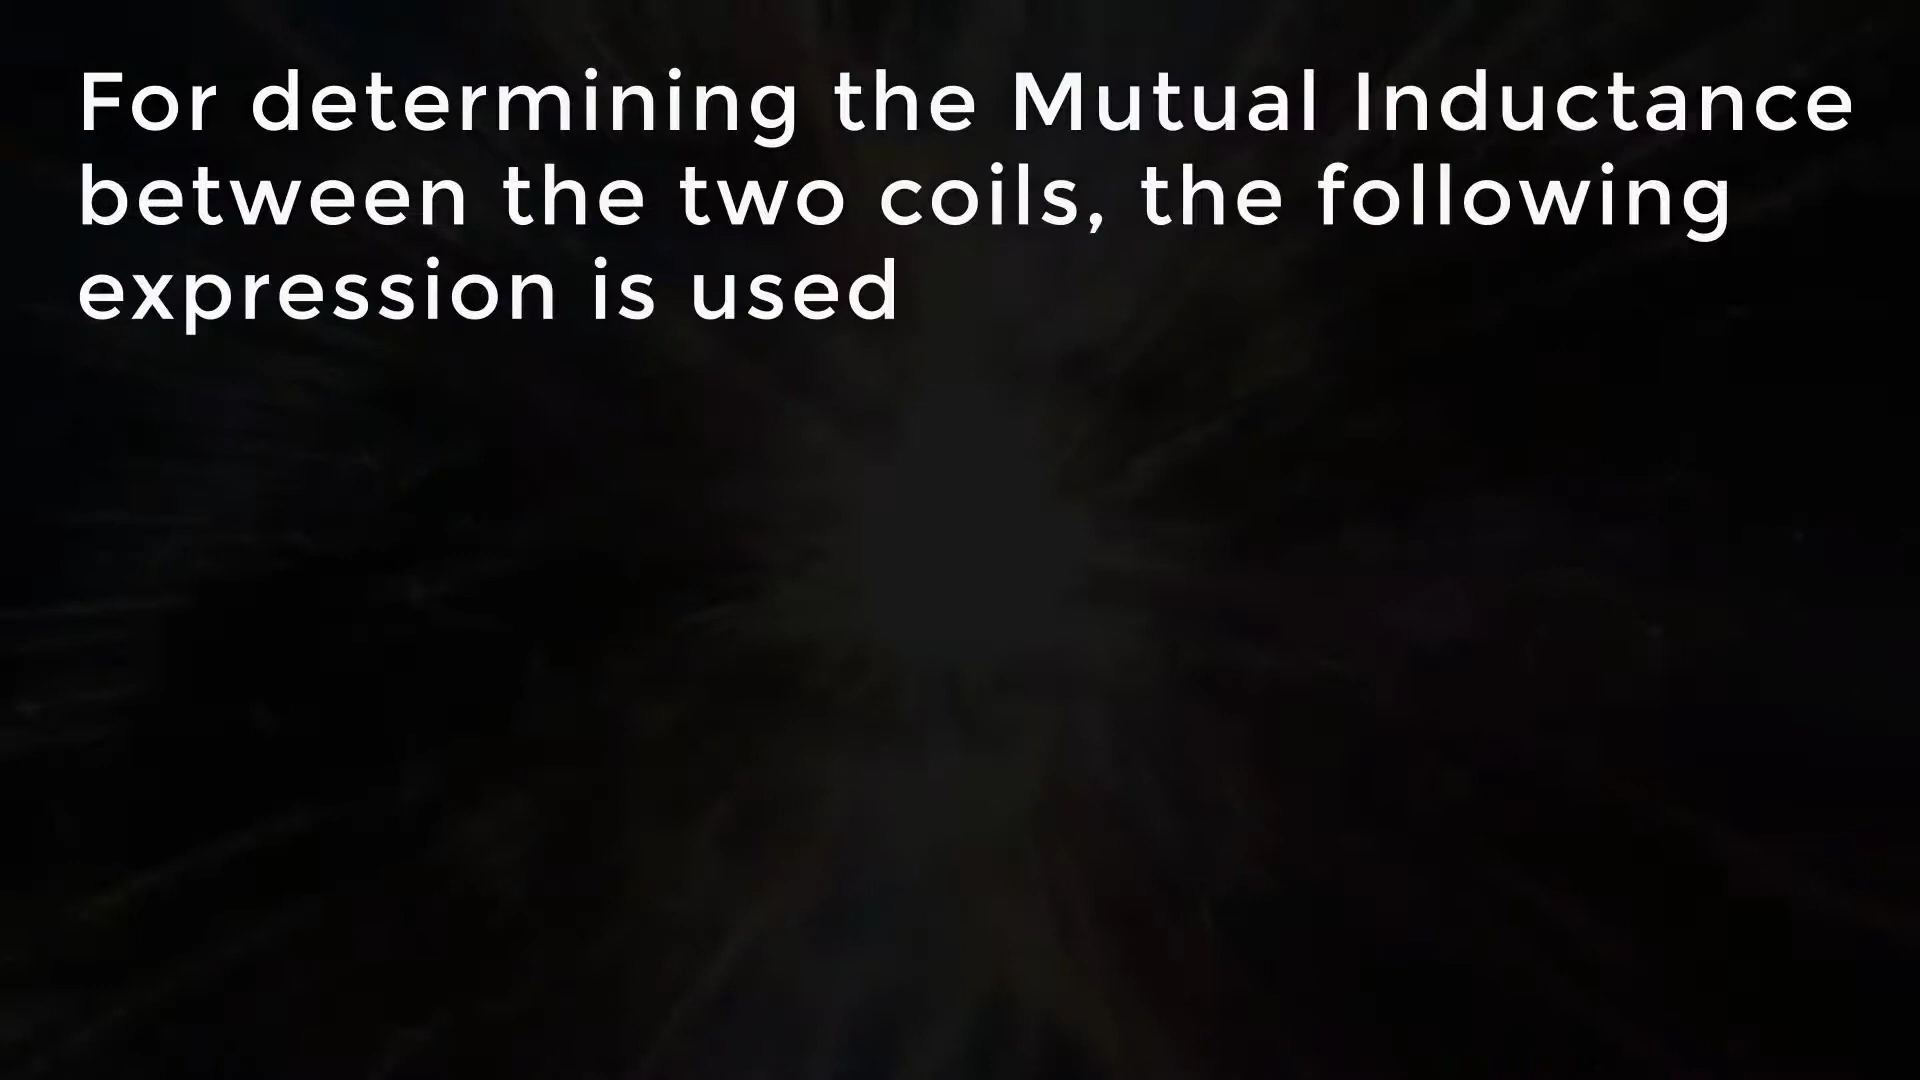 For determining the Mutual Inductance
between the two coils, the following
expression is used